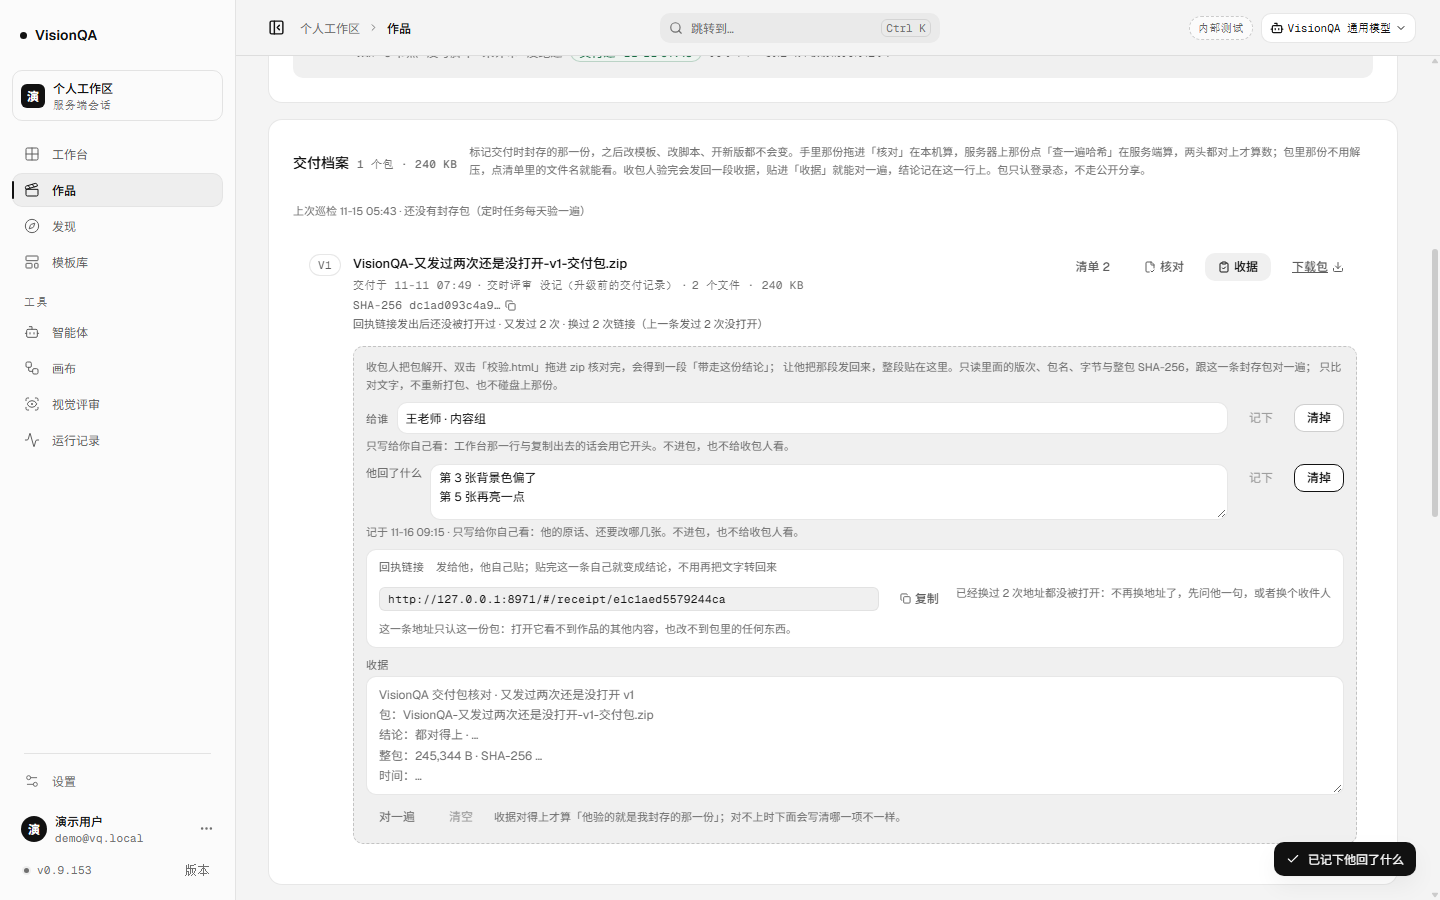 VisionQA
演
个人工作区
服务端会话
工作台
作品
发现
模板库
工具
智能体
画布
视觉评审
运行记录
设置
演
演示用户
demo@vq.local
v0.9.153
版本
个人工作区
作品
跳转到…
Ctrl K
内部测试
VisionQA 通用模型
交付档案
1 个包 · 240 KB
标记交付时封存的那一份，之后改模板、改脚本、开新版都不会变。手里那份拖进「核对」在本机算，服务器上那份点「查一遍哈希」在服务端算，两头都对上才算数；包里那份不用解
压，点清单里的文件名就能看。收包人验完会发回一段收据，贴进「收据」就能对一遍，结论记在这一行上。包只认登录态，不走公开分享。
上次巡检 11-15 05:43 · 还没有封存包（定时任务每天验一遍）
V1
VisionQA-又发过两次还是没打开-v1-交付包.zip
清单 2
核对
收据
下载包
交付于 11-11 07:49 · 交时评审 没记（升级前的交付记录） · 2 个文件 · 240 KB
SHA-256 dc1ad093c4a9…
回执链接发出后还没被打开过 · 又发过 2 次 · 换过 2 次链接（上一条发过 2 次没打开）
收包人把包解开、双击「校验.html」拖进 zip 核对完，会得到一段「带走这份结论」； 让他把那段发回来，整段贴在这里。只读里面的版次、包名、字节与整包 SHA-256，跟这一条封存包对一遍； 只比
对文字，不重新打包、也不碰盘上那份。
给谁
王老师 · 内容组
记下
清掉
只写给你自己看：工作台那一行与复制出去的话会用它开头。不进包，也不给收包人看。
他回了什么
第 3 张背景色偏了
第 5 张再亮一点
记下
清掉
记于 11-16 09:15 · 只写给你自己看：他的原话、还要改哪几张。不进包，也不给收包人看。
回执链接
发给他，他自己贴；贴完这一条自己就变成结论，不用再把文字转回来
http://127.0.0.1:8971/#/receipt/e1c1aed5579244ca
复制
已经换过 2 次地址都没被打开：不再换地址了，先问他一句，或者换个收件人
这一条地址只认这一份包：打开它看不到作品的其他内容，也改不到包里的任何东西。
收据
VisionQA 交付包核对 · 又发过两次还是没打开 v1
包：VisionQA-又发过两次还是没打开-v1-交付包.zip
结论：都对得上 · …
整包：245,344 B · SHA-256 …
时间：…
对一遍
清空
收据对得上才算「他验的就是我封存的那一份」；对不上时下面会写清哪一项不一样。
已记下他回了什么